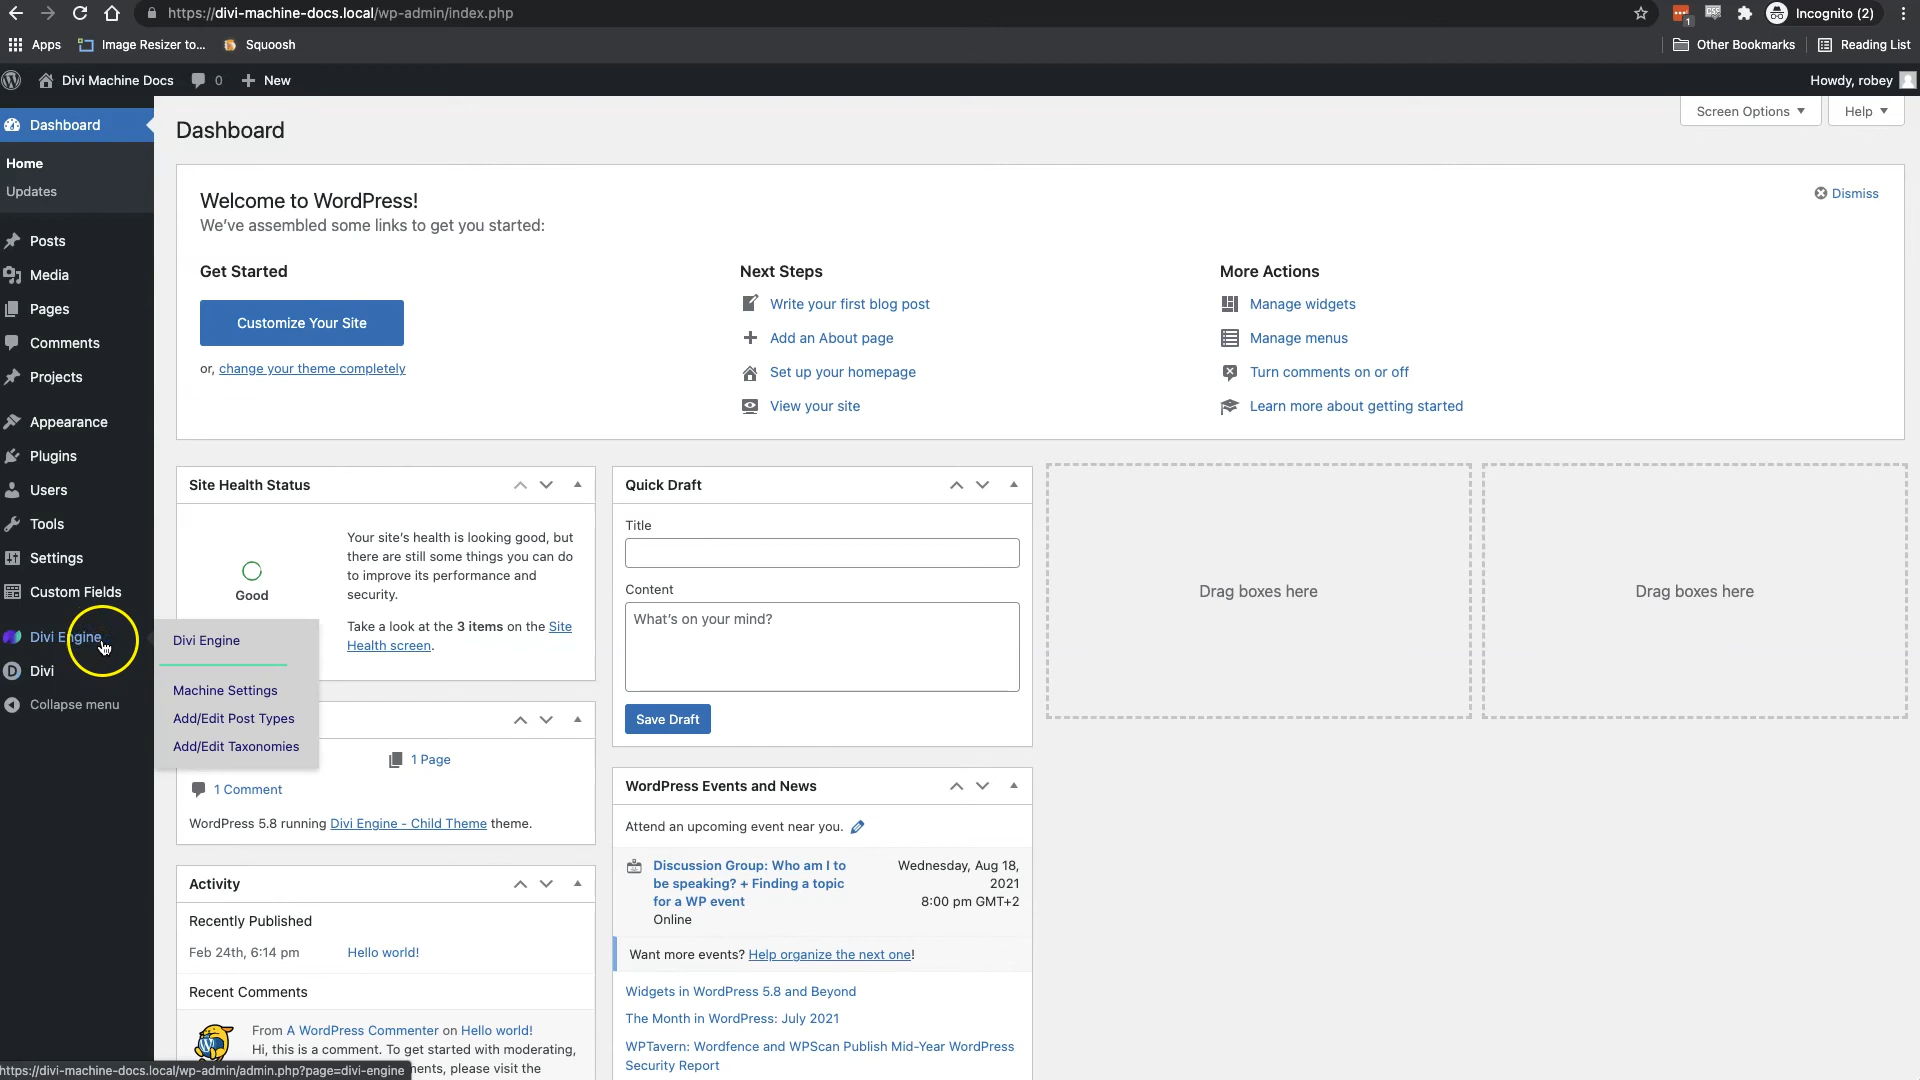 https://divi-machine-docs.local/wp-admin/index.php
1
CSP
Incognito (2)
Apps
Image Resizer to...
Squoosh
Other Bookmarks
Reading List
Divi Machine Docs
0
New
Howdy, robey
Dashboard
Home
Updates
Posts
Media
Pages
Comments
Projects
Appearance
Plugins
Users
Tools
Settings
Custom Fields
Divi Engine
Divi
Collapse menu
Divi Engine
Machine Settings
Add/Edit Post Types
Add/Edit Taxonomies
Dashboard
Screen Options
Help
Welcome to WordPress!
We've assembled some links to get you started:
Dismiss
Get Started
Customize Your Site
or, change your theme completely
Next Steps
Write your first blog post
Add an About page
Set up your homepage
View your site
More Actions
Manage widgets
Manage menus
Turn comments on or off
Learn more about getting started
Site Health Status
Good
Your site's health is looking good, but
there are still some things you can do
to improve its performance and
security.
Take a look at the 3 items on the Site
Health screen.
1 Page
1 Comment
WordPress 5.8 running Divi Engine - Child Theme theme.
Activity
Recently Published
Feb 24th, 6:14 pm
Hello world!
Recent Comments
From A WordPress Commenter on Hello world!
Hi, this is a comment. To get started with moderating,
ents, please visit the
Quick Draft
Title
Content
What's on your mind?
Save Draft
WordPress Events and News
Attend an upcoming event near you.
Discussion Group: Who am I to
be speaking? + Finding a topic
for a WP event
Online
Wednesday, Aug 18,
2021
8:00 pm GMT+2
Want more events? Help organize the next one!
Widgets in WordPress 5.8 and Beyond
The Month in WordPress: July 2021
WPTavern: Wordfence and WPScan Publish Mid-Year WordPress
Security Report
Drag boxes here
Drag boxes here
https://divi-machine-docs.local/wp-admin/admin.php?page=divi-engine